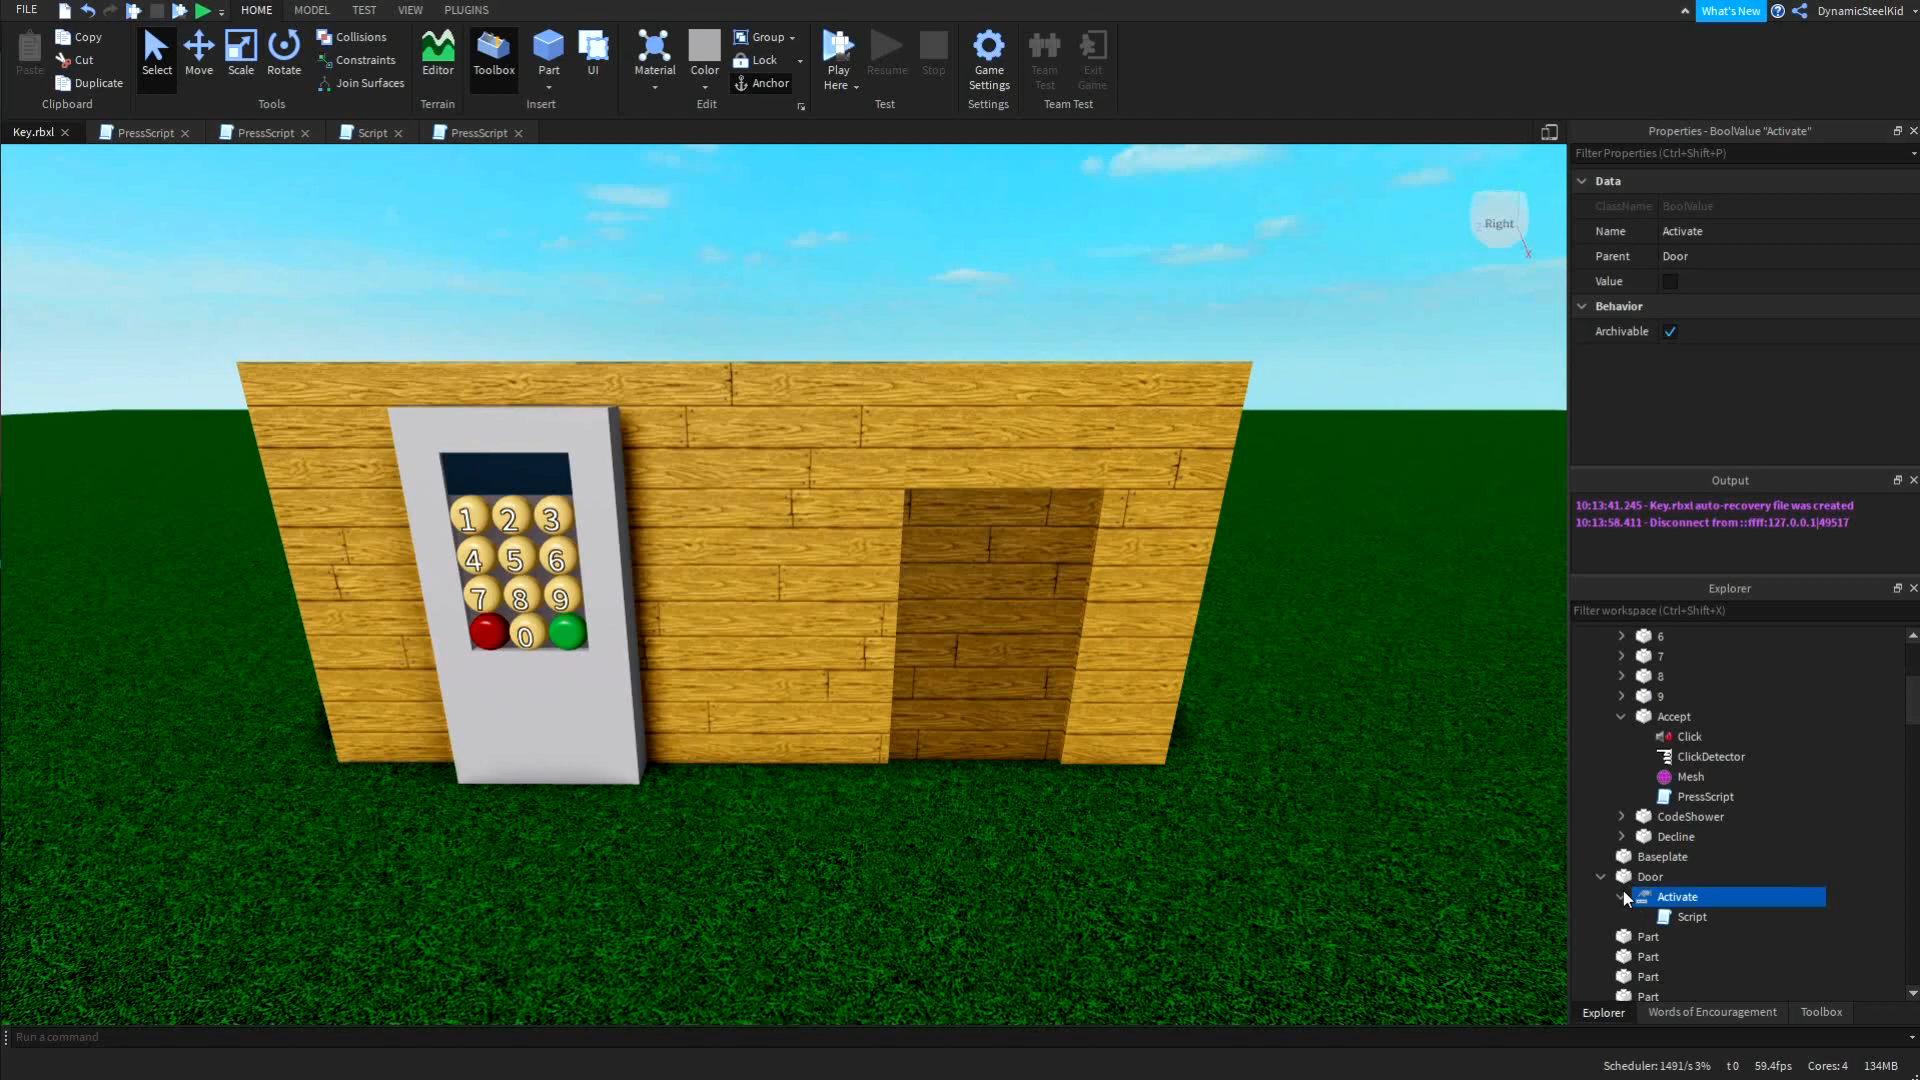 FILE HOME MODEL TEST VIEW PLUGINS What's New DynamicSteelKid
Paste Copy Cut Duplicate Clipboard
Select Move Scale Rotate Collisions Constraints Join Surfaces Tools
Editor Terrain
Toolbox Part UI Insert
Material Color Group Lock Anchor Edit
Play Here Resume Stop Test
Game Settings Settings
Team Test Exit Game Team Test
Key.rbxl PressScript PressScript Script PressScript
Properties - BoolValue "Activate"
Filter Properties (Ctrl+Shift+P)
Data
ClassName BoolValue
Name Activate
Parent Door
Value
Behavior
Archivable
Right
X
1 2 3
4 5 6
7 8 9
0
Output
10:13:41.245 - Key.rbxl auto-recovery file was created
10:13:58.411 - Disconnect from ::ffff:127.0.0.1|49517
Explorer
Filter workspace (Ctrl+Shift+X)
6
7
8
9
Accept
Click
ClickDetector
Mesh
PressScript
CodeShower
Decline
Baseplate
Door
Activate
Script
Part
Part
Part
Part
Explorer Words of Encouragement Toolbox
Run a command
Scheduler: 1491/s 3% t 0 59.4fps Cores: 4 134MB